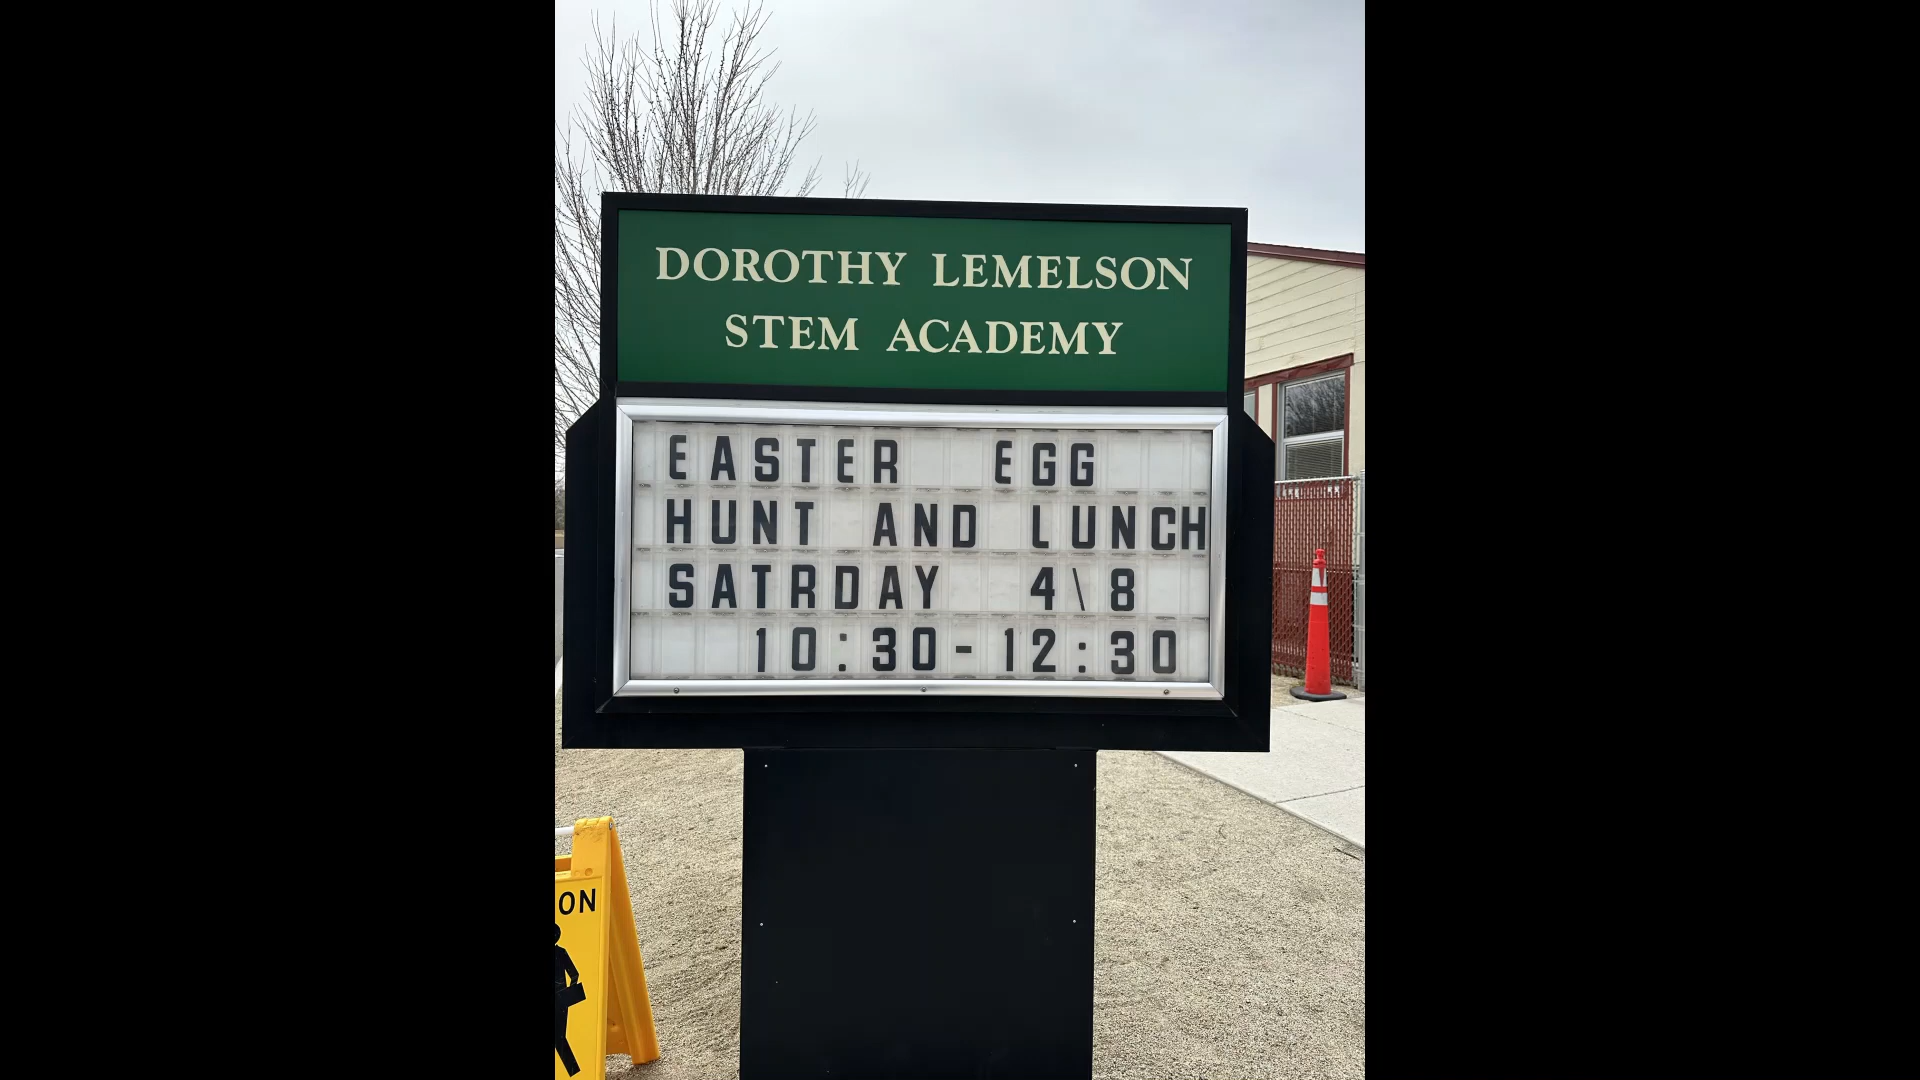 DOROTHY LEMELSON
STEM ACADEMY
EASTER EGG
HUNT AND LUNCH
SATRDAY 4\8
10:30-12:30
ON